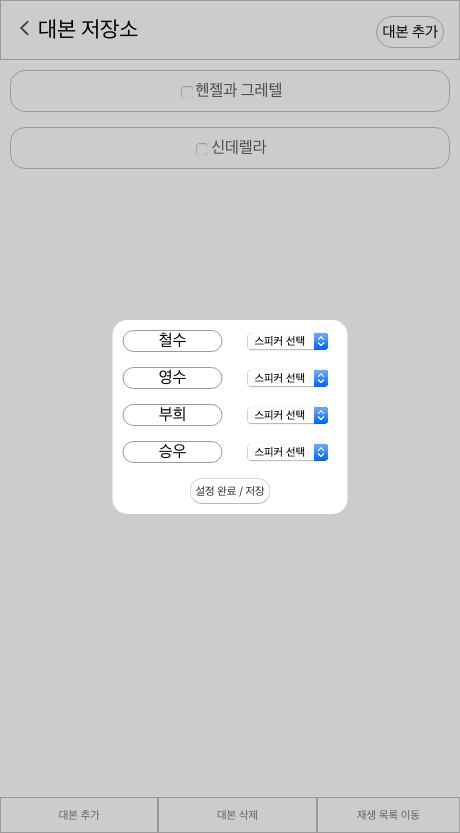 대본 저장소
대본 추가
헨젤과 그레텔
신데렐라
철수 스피커 선택
영수 스피커 선택
부희 스피커 선택
승우 스피커 선택
설정 완료 / 저장
대본 추가 대본 삭제 재생 목록 이동